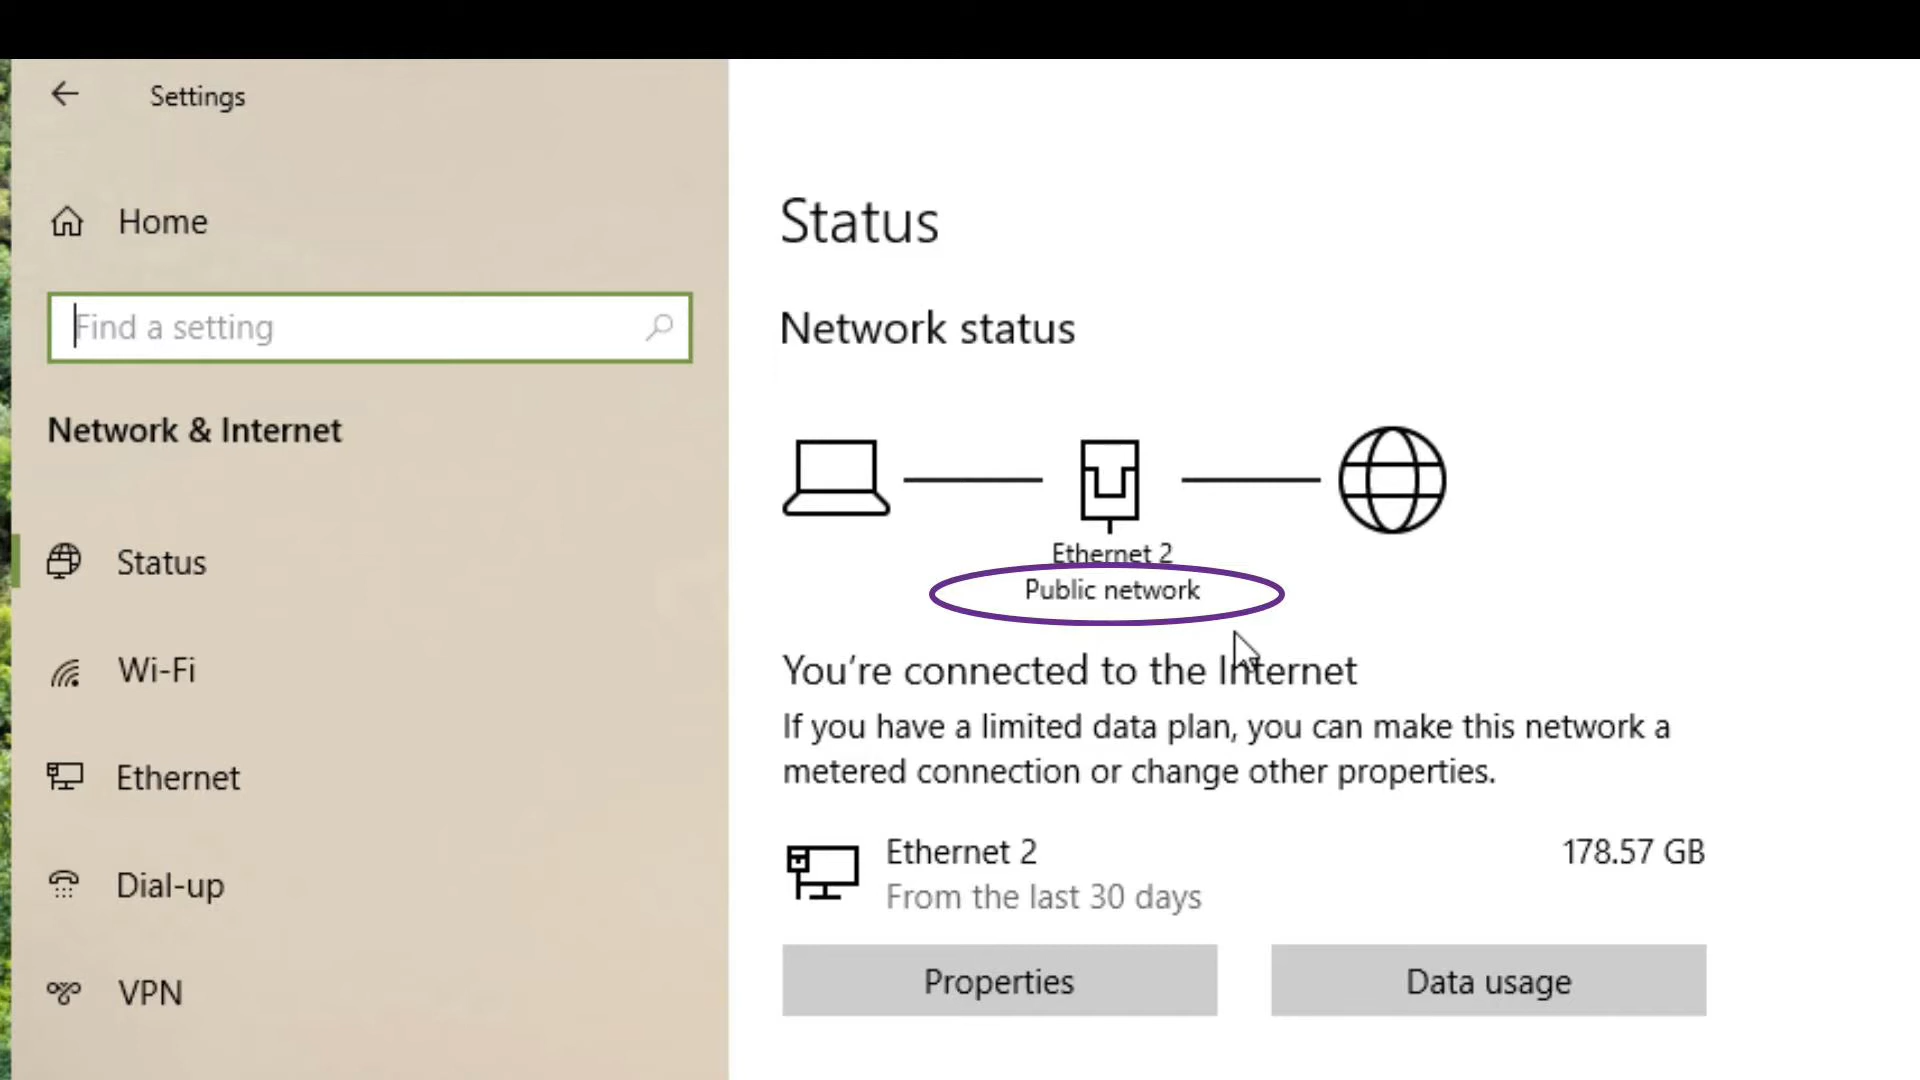 Settings
Home
Find a setting
Network & Internet
Status
Wi-Fi
Ethernet
Dial-up
VPN
Status
Network status
Ethernet 2
Public network
You're connected to the Internet
If you have a limited data plan, you can make this network a
metered connection or change other properties.
Ethernet 2
178.57 GB
From the last 30 days
Properties
Data usage